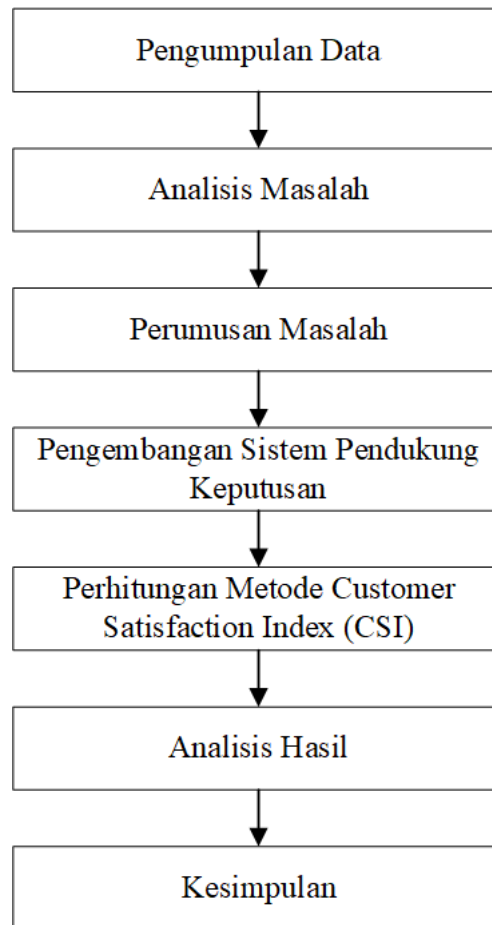 Pengumpulan Data
Analisis Masalah
Perumusan Masalah
Pengembangan Sistem Pendukung
Keputusan
Perhitungan Metode Customer
Satisfaction Index (CSI)
Analisis Hasil
Kesimpulan